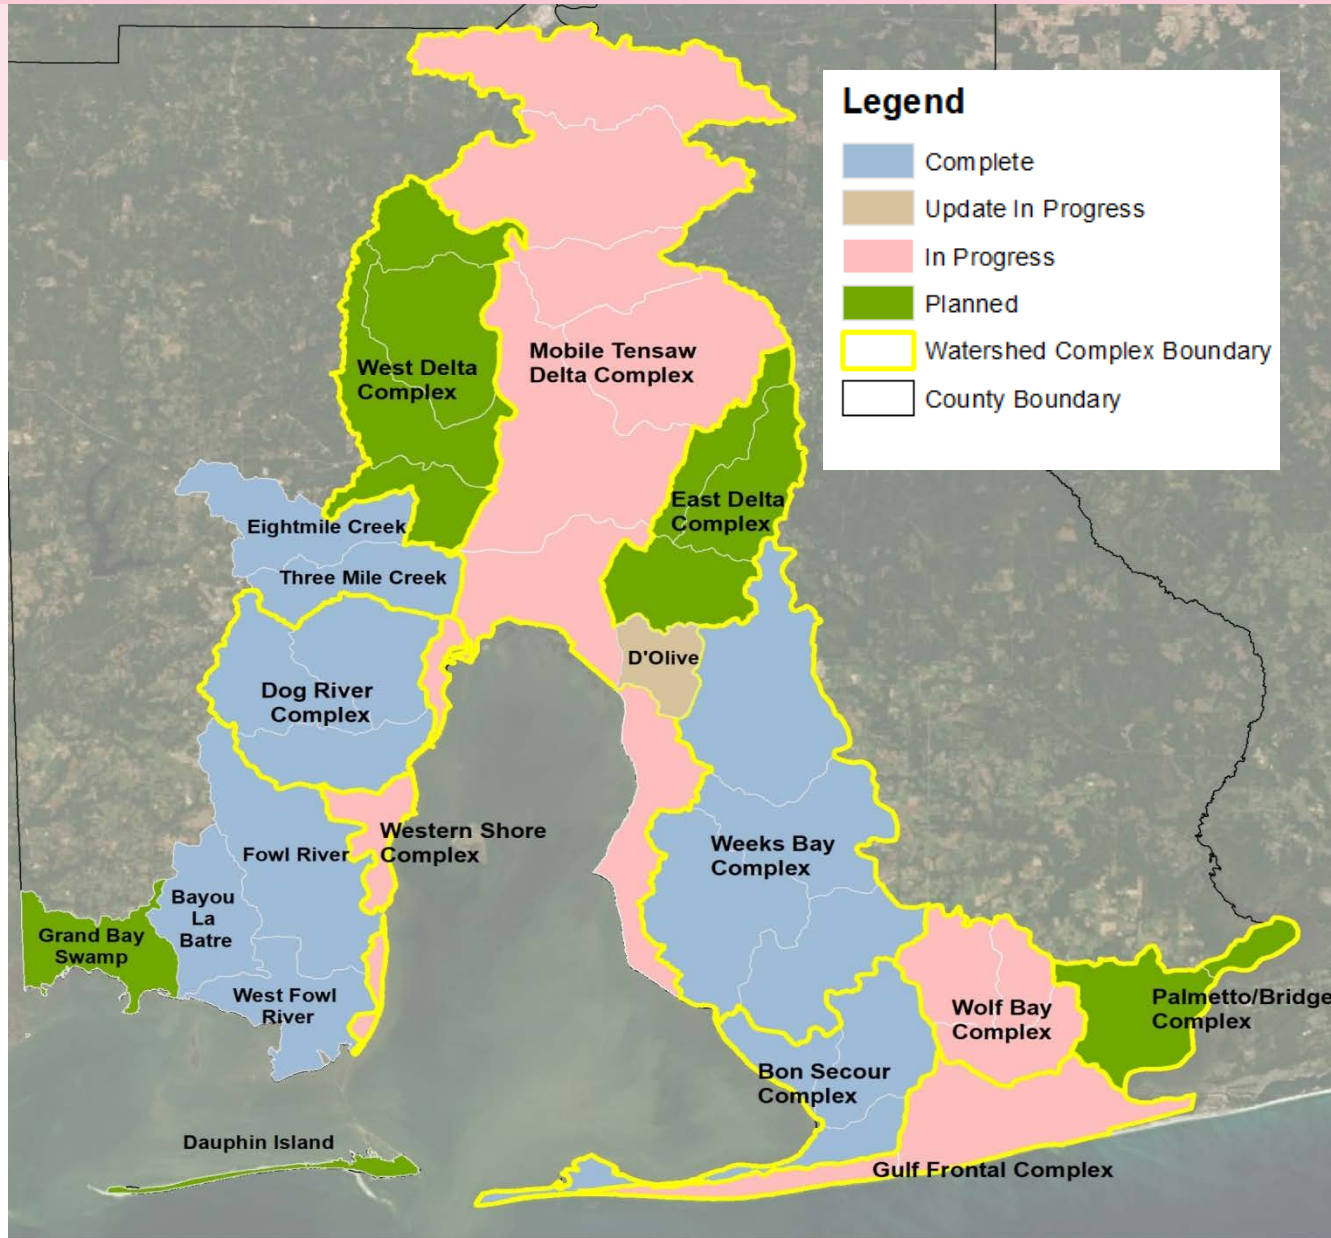 Legend
Complete
Update In Progress
In Progress
Planned
Watershed Complex Boundary
County Boundary
Mobile Tensaw
Delta Complex
West Delta
Complex
East Delta
Complex
Eightmile Creek
Three Mile Creek
D'Olive
Dog River
Complex
Western Shore
Complex
Fowl River
Weeks Bay
Complex
Bayou
La
Batre
Grand Bay
Swamp
West Fowl
River
Wolf Bay
Complex
Palmetto/Bridge
Complex
Bon Secour
Complex
Dauphin Island
Gulf Frontal Complex